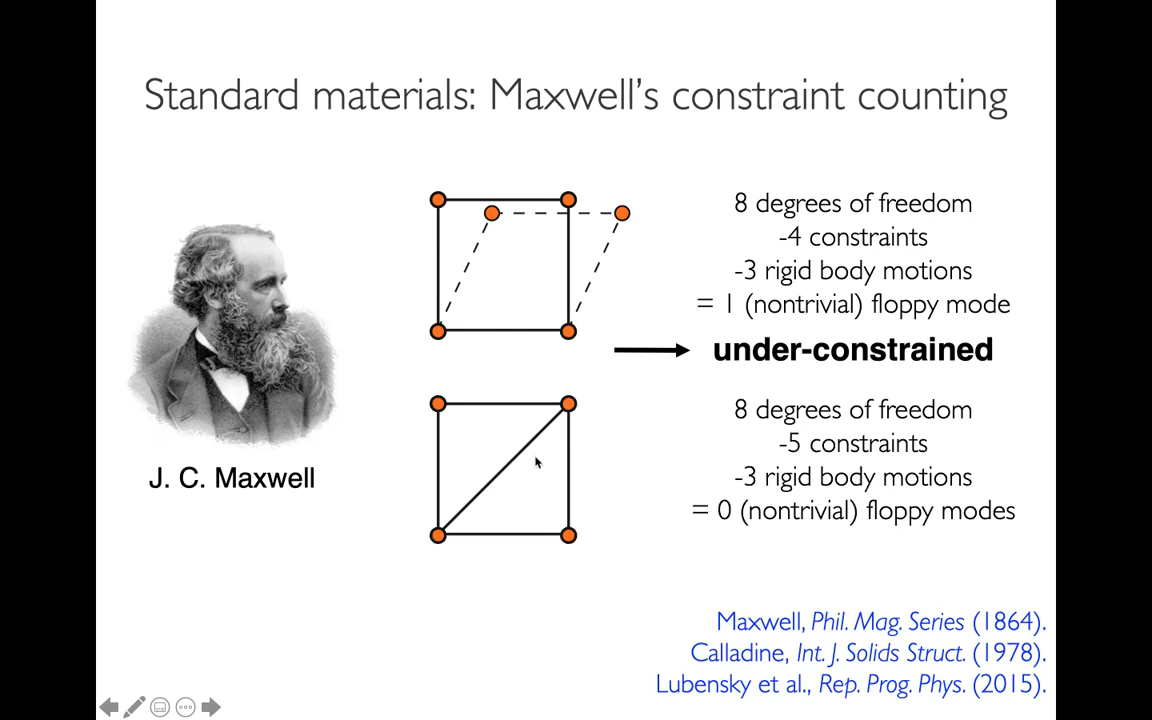 Standard materials: Maxwell’s constraint counting
J. C. Maxwell
8 degrees of freedom
-4 constraints
-3 rigid body motions
= 1 (nontrivial) floppy mode
under-constrained
8 degrees of freedom
-5 constraints
-3 rigid body motions
= 0 (nontrivial) floppy modes
Maxwell, Phil. Mag. Series (1864).
Calladine, Int. J. Solids Struct. (1978).
Lubensky et al., Rep. Prog. Phys. (2015).